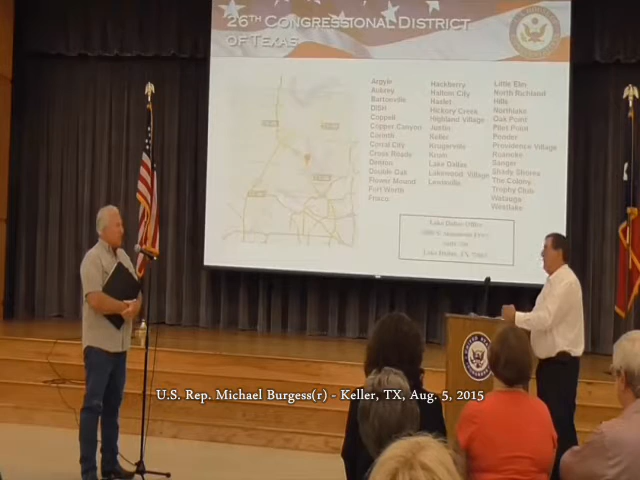 26TH CONGRESSIONAL DISTRICT
OF TEXAS
Argyle
Aubrey
Bartonville
DISH
Coppell
Copper Canyon
Corinth
Corral City
Cross Roads
Denton
Double Oak
Flower Mound
Fort Worth
Frisco
Hackberry
Haltom City
Haslet
Hickory Creek
Highland Village
Justin
Keller
Krugerville
Krum
Lake Dallas
Lakewood Village
Lewisville
Little Elm
North Richland
Hills
Northlake
Oak Point
Pilot Point
Ponder
Providence Village
Roanoke
Sanger
Shady Shores
The Colony
Trophy Club
Watauga
Westlake
Lake Dallas Office
Lake Dallas, TX
U.S. Rep. Michael Burgess(r) - Keller, TX, Aug. 5, 2015